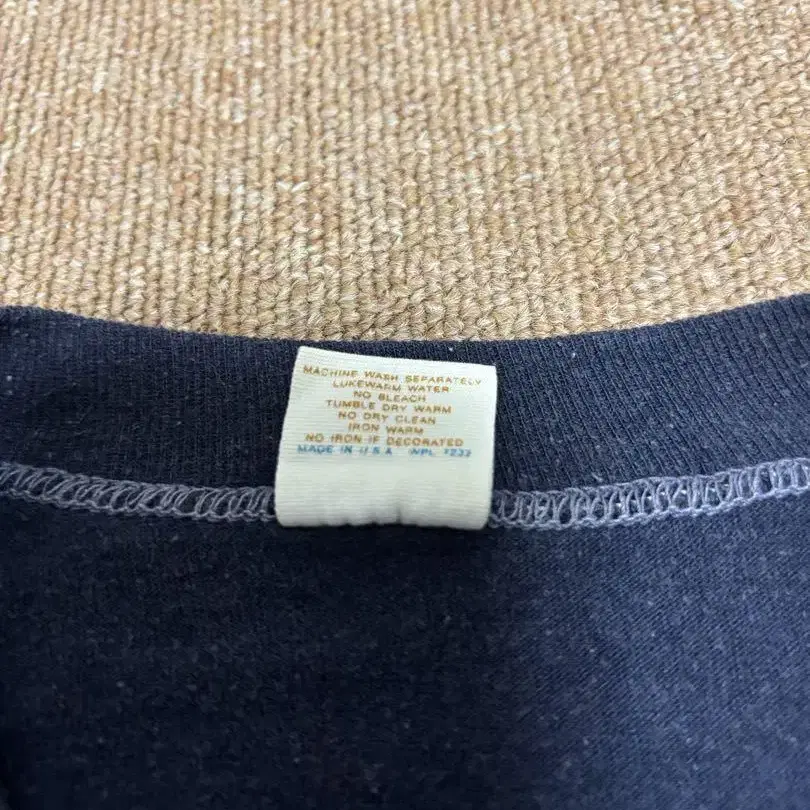 MACHINE WASH SEPARATELY
LUKEWARM WATER
NO BLEACH
TUMBLE DRY WARM
NO DRY CLEAN
IRON WARM
NO IRON IF DECORATED
MADE IN U.S.A